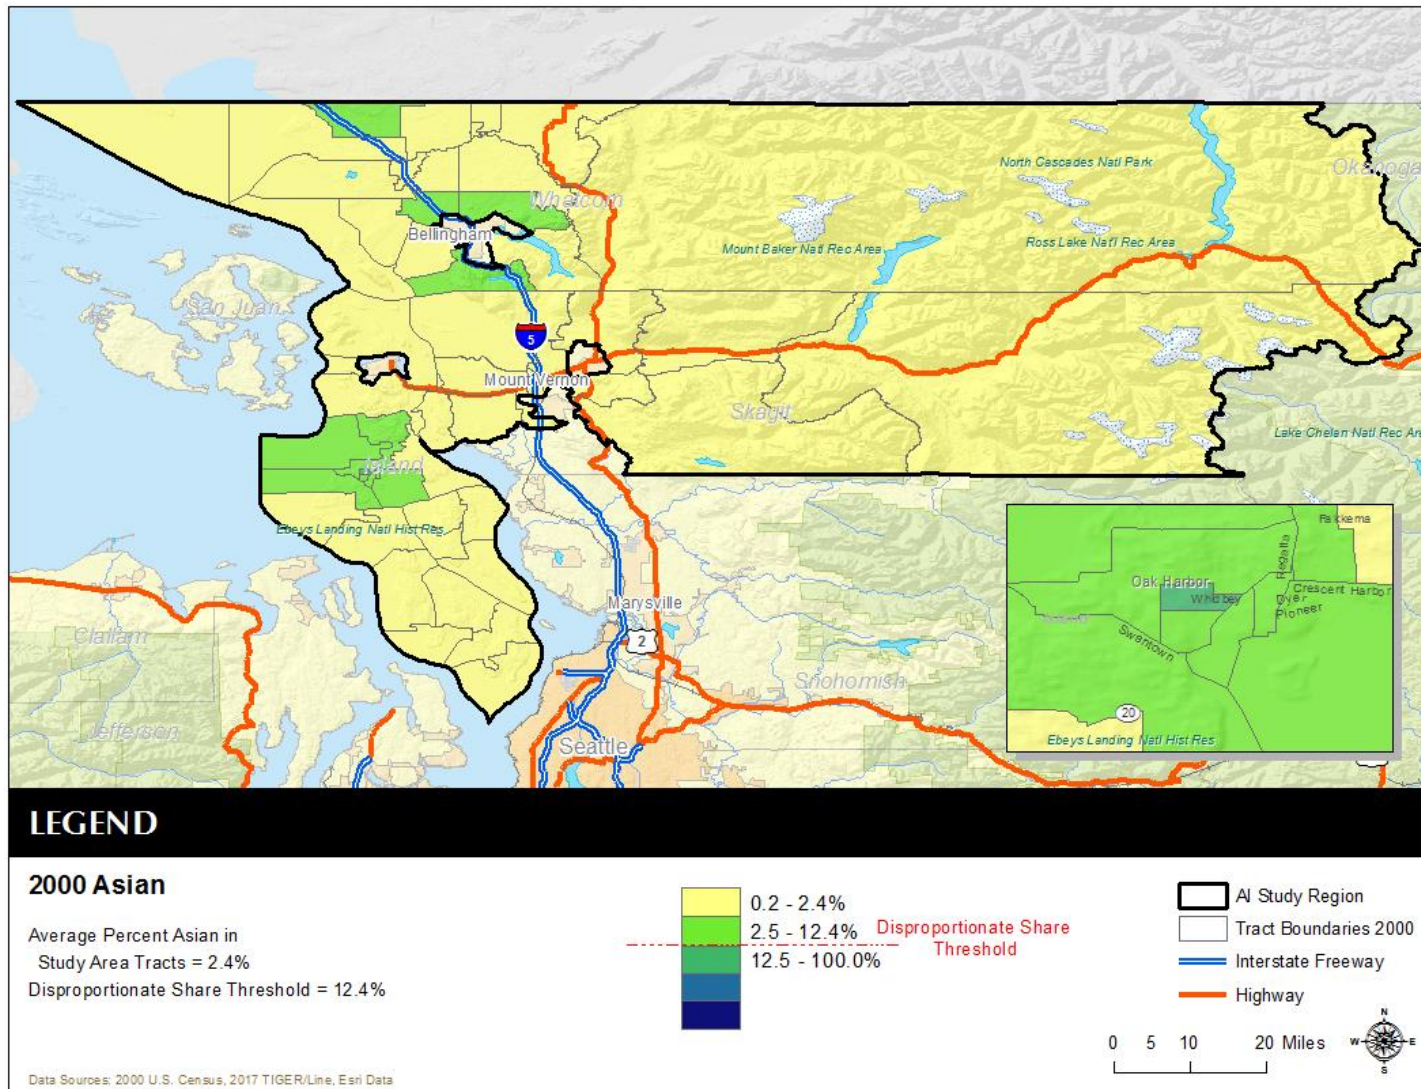 Okanoga
North Cascades Natl Park
Whatcom
Bellingham
Mount Baker Natl Rec Area
Ross Lake Natl Rec Area
San Juan
5
Mount Vernon
Skagit
Lake Chelan Natl Rec Are
Island
Ebeys Landing Natl Hist Res
Pakkema
Regatta
Oak Harbor
Crescent Harbor
Whidbey
Dyer
Pioneer
Swantown
20
Ebeys Landing Natl Hist Res
Marysville
2
Clallam
Snohomish
Jefferson
Seattle
LEGEND
2000 Asian
Average Percent Asian in
Study Area Tracts = 2.4%
Disproportionate Share Threshold = 12.4%
0.2 - 2.4%
2.5 - 12.4%
12.5 - 100.0%
Disproportionate Share
Threshold
AI Study Region
Tract Boundaries 2000
Interstate Freeway
Highway
0 5 10 20 Miles
N
W E
S
Data Sources: 2000 U.S. Census, 2017 TIGER/Line, Esri Data